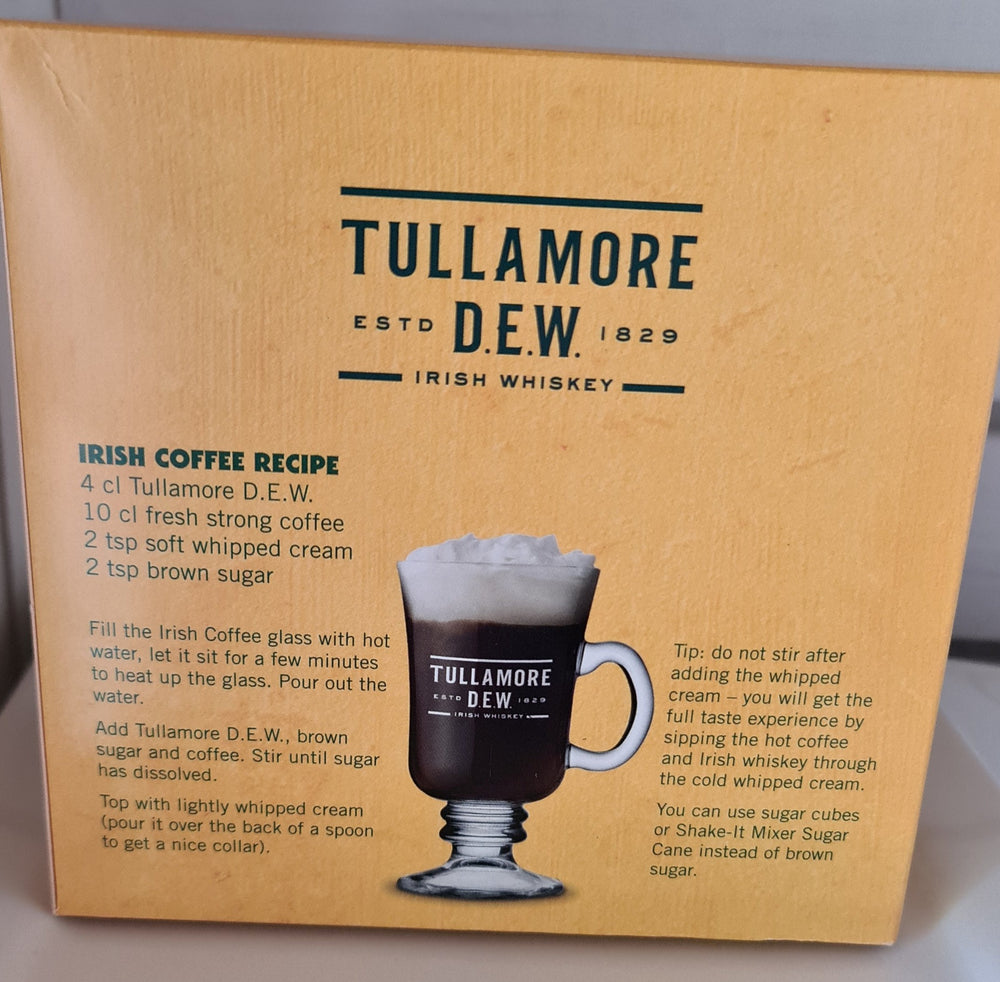 TULLAMORE
ESTD D.E.W. 1829
IRISH WHISKEY
IRISH COFFEE RECIPE
4 cl Tullamore D.E.W.
10 cl fresh strong coffee
2 tsp soft whipped cream
2 tsp brown sugar
Fill the Irish Coffee glass with hot
water, let it sit for a few minutes
to heat up the glass. Pour out the
water.
Add Tullamore D.E.W., brown
sugar and coffee. Stir until sugar
has dissolved.
Top with lightly whipped cream
(pour it over the back of a spoon
to get a nice collar).
TULLAMORE
ESTD D.E.W. 1829
IRISH WHISKEY
Tip: do not stir after
adding the whipped
cream – you will get the
full taste experience by
sipping the hot coffee
and Irish whiskey through
the cold whipped cream.
You can use sugar cubes
or Shake-It Mixer Sugar
Cane instead of brown
sugar.